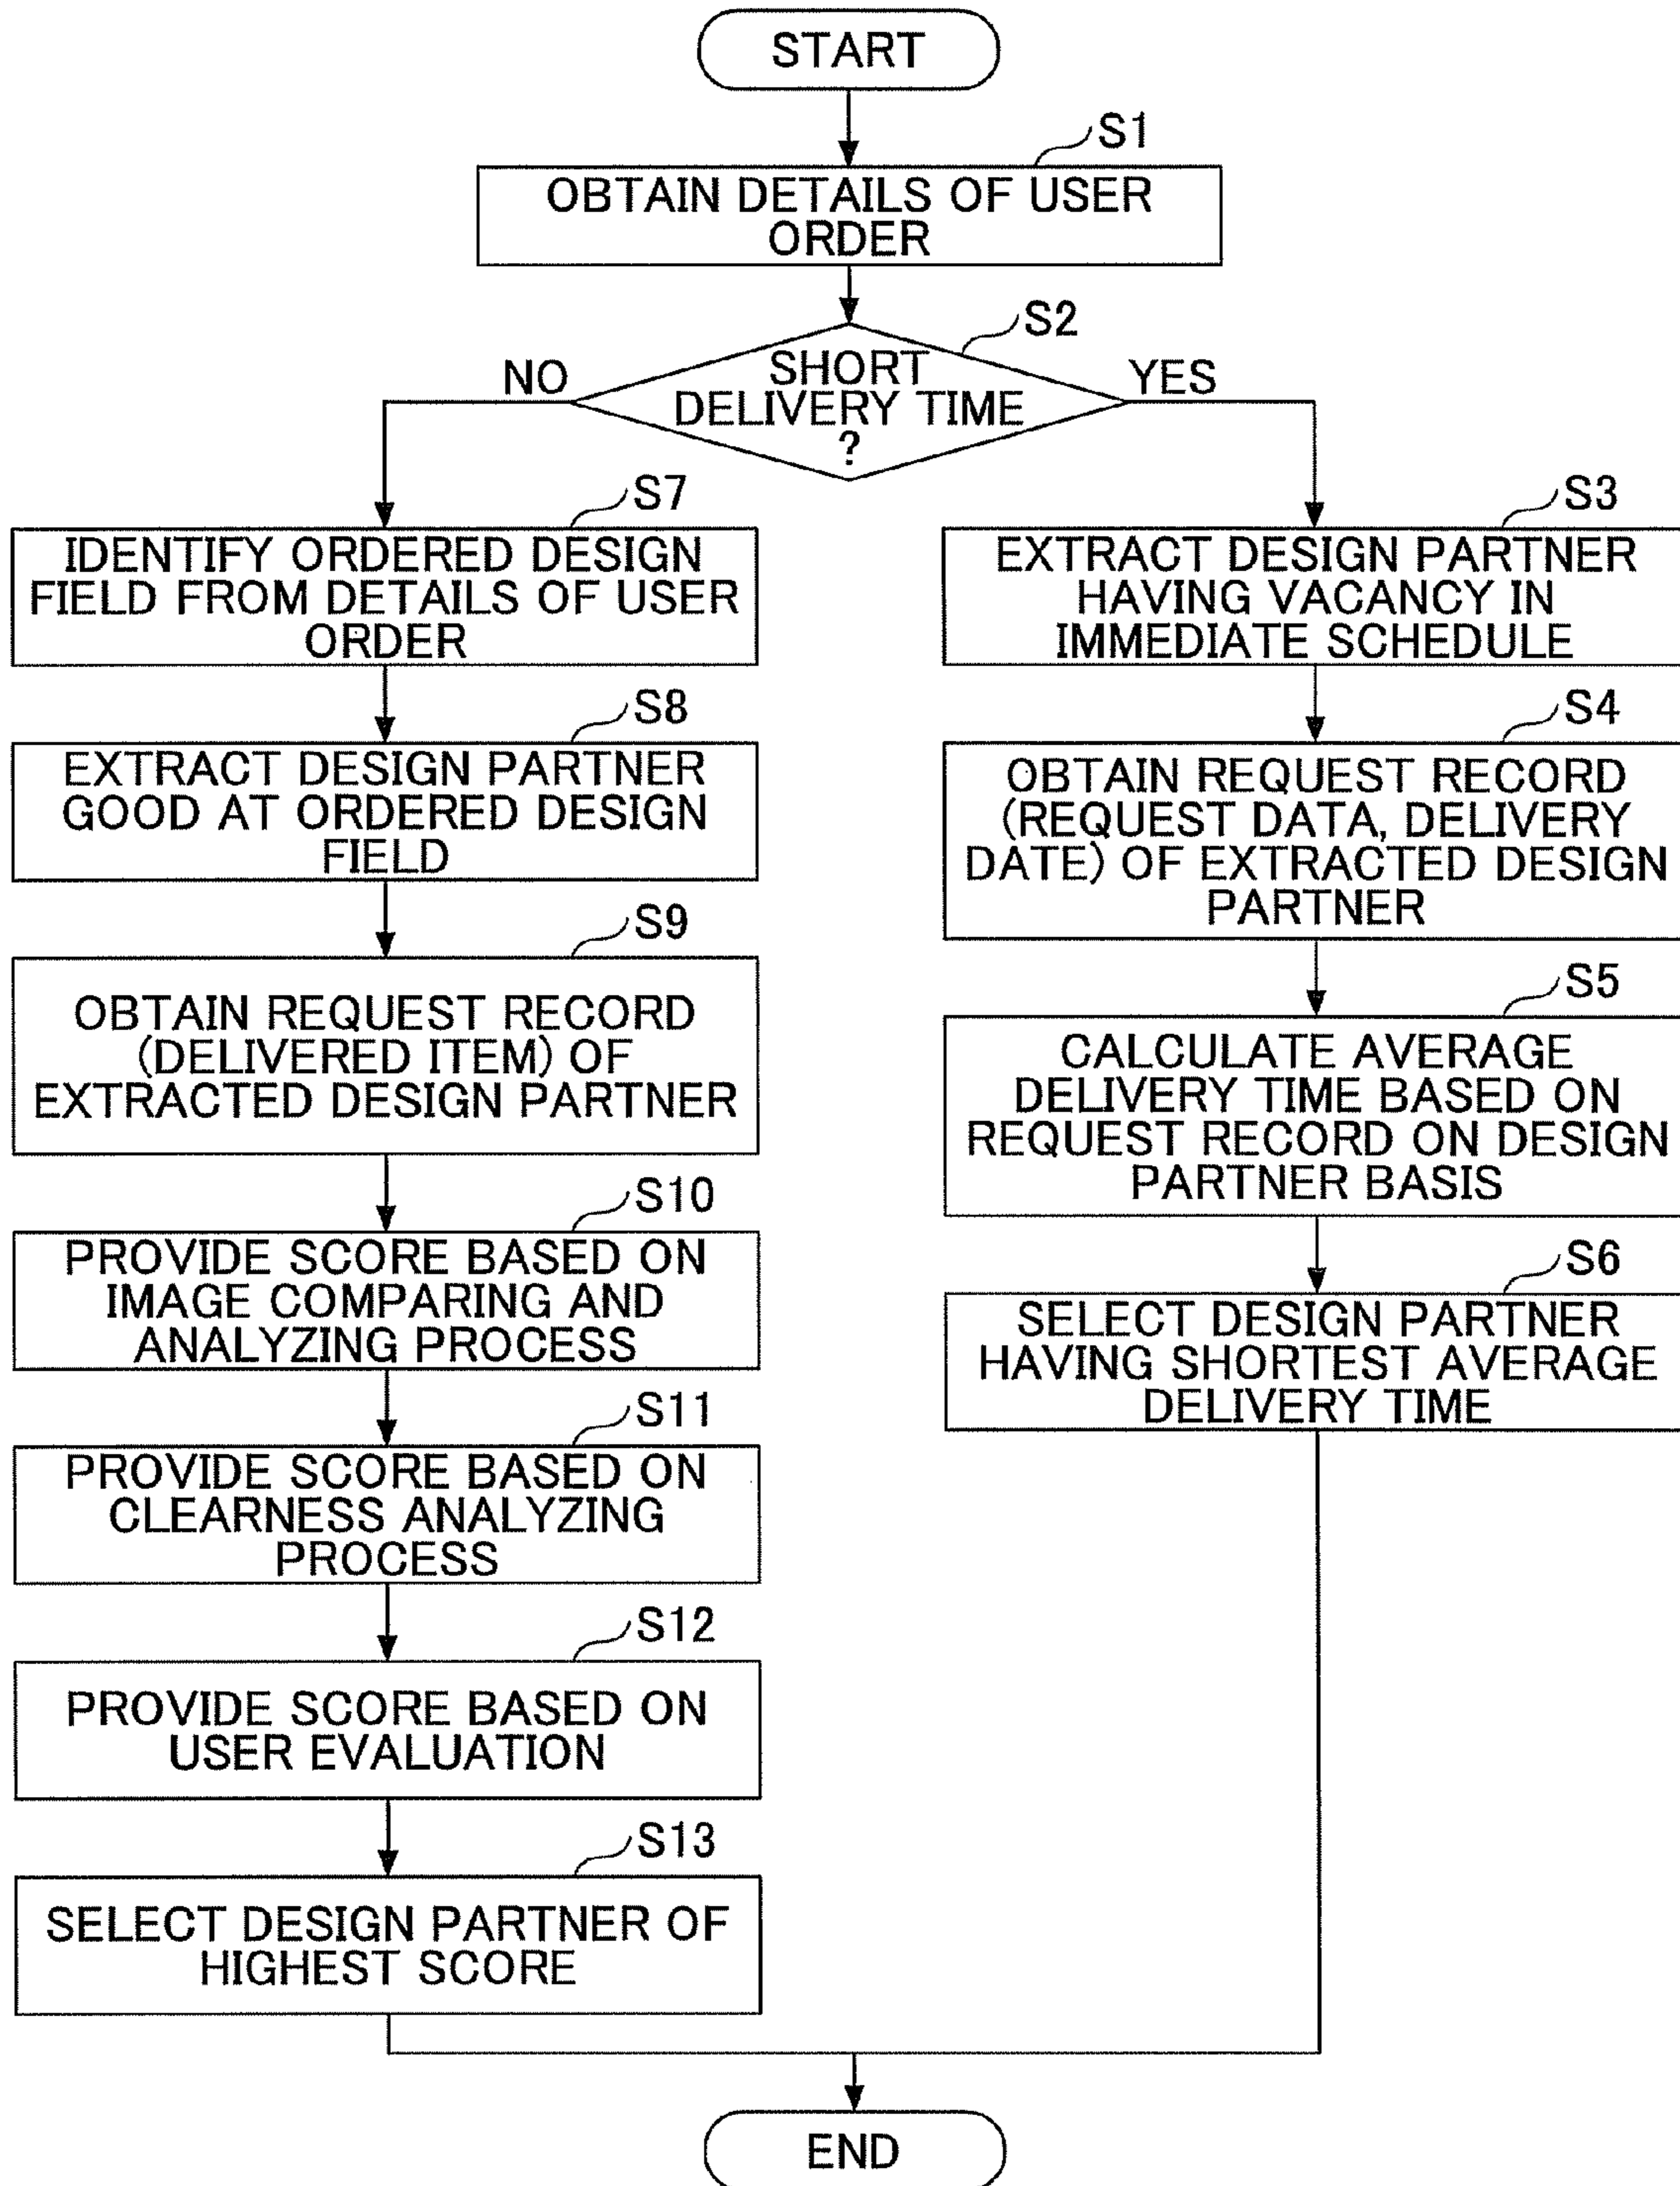 START
S1
OBTAIN DETAILS OF USER
ORDER
S2
SHORT
DELIVERY TIME
?
NO
YES
S7
IDENTIFY ORDERED DESIGN
FIELD FROM DETAILS OF USER
ORDER
S8
EXTRACT DESIGN PARTNER
GOOD AT ORDERED DESIGN
FIELD
S9
OBTAIN REQUEST RECORD
(DELIVERED ITEM) OF
EXTRACTED DESIGN PARTNER
S10
PROVIDE SCORE BASED ON
IMAGE COMPARING AND
ANALYZING PROCESS
S11
PROVIDE SCORE BASED ON
CLEARNESS ANALYZING
PROCESS
S12
PROVIDE SCORE BASED ON
USER EVALUATION
S13
SELECT DESIGN PARTNER OF
HIGHEST SCORE
S3
EXTRACT DESIGN PARTNER
HAVING VACANCY IN
IMMEDIATE SCHEDULE
S4
OBTAIN REQUEST RECORD
(REQUEST DATA, DELIVERY
DATE) OF EXTRACTED DESIGN
PARTNER
S5
CALCULATE AVERAGE
DELIVERY TIME BASED ON
REQUEST RECORD ON DESIGN
PARTNER BASIS
S6
SELECT DESIGN PARTNER
HAVING SHORTEST AVERAGE
DELIVERY TIME
END